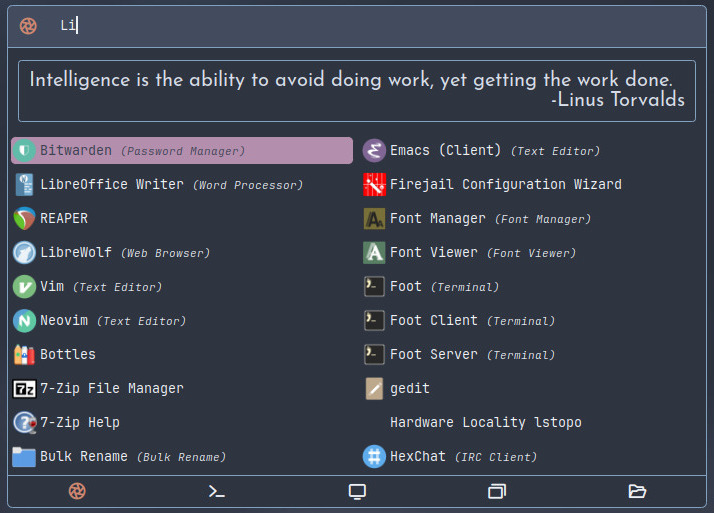 Li
Intelligence is the ability to avoid doing work, yet getting the work done.
-Linus Torvalds
Bitwarden (Password Manager)
LibreOffice Writer (Word Processor)
REAPER
LibreWolf (Web Browser)
Vim (Text Editor)
Neovim (Text Editor)
Bottles
7-Zip File Manager
7-Zip Help
Bulk Rename (Bulk Rename)
Emacs (Client) (Text Editor)
Firejail Configuration Wizard
Font Manager (Font Manager)
Font Viewer (Font Viewer)
Foot (Terminal)
Foot Client (Terminal)
Foot Server (Terminal)
gedit
Hardware Locality lstopo
HexChat (IRC Client)